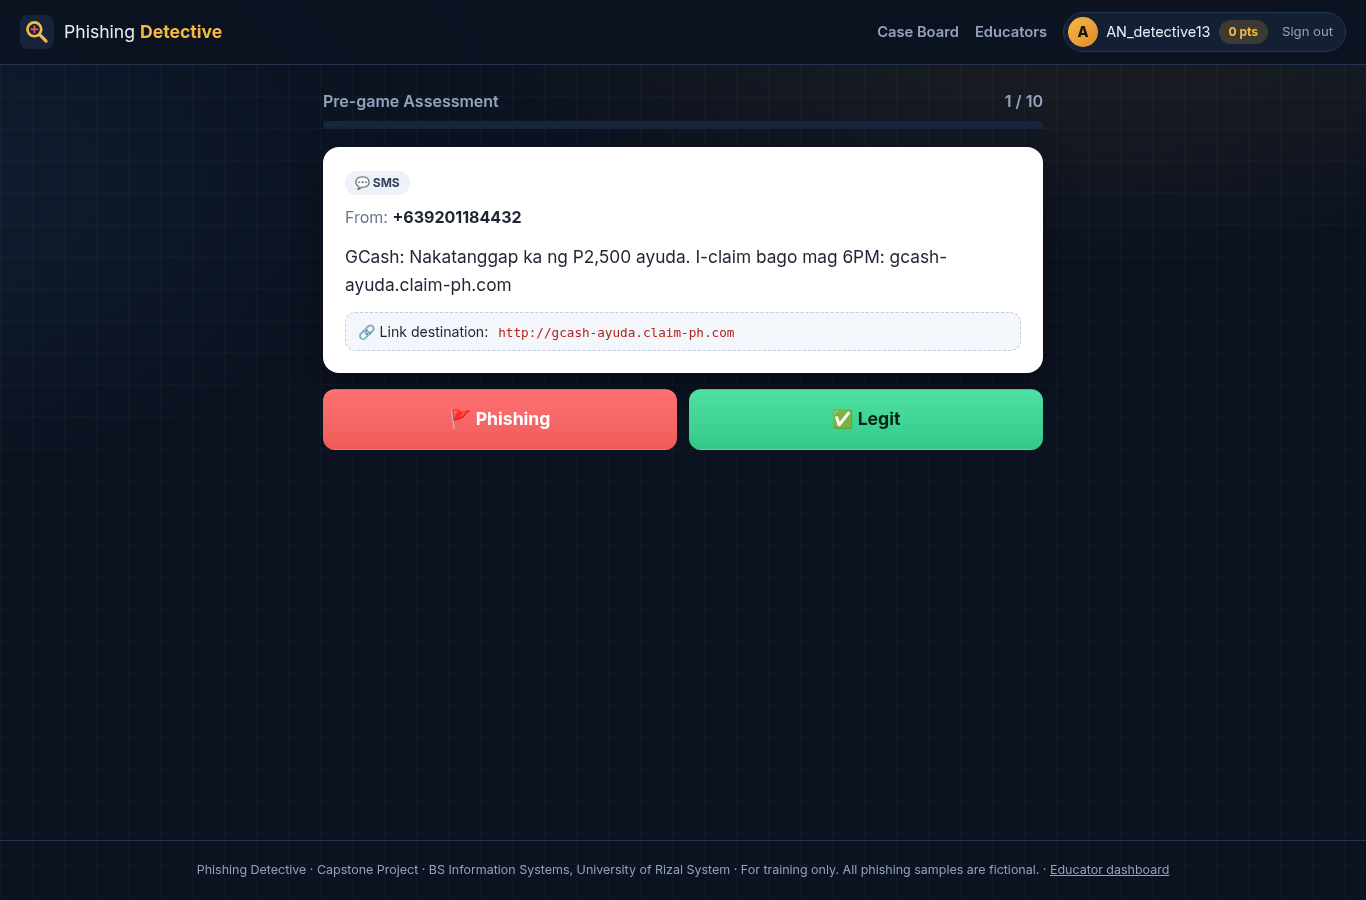 Phishing Detective
Case Board
Educators
A
AN_detective13
0 pts
Sign out
Pre-game Assessment
1 / 10
💬 SMS
From: +639201184432
GCash: Nakatanggap ka ng P2,500 ayuda. I-claim bago mag 6PM: gcash-
ayuda.claim-ph.com
🔗 Link destination: http://gcash-ayuda.claim-ph.com
🚩 Phishing
✅ Legit
Phishing Detective · Capstone Project · BS Information Systems, University of Rizal System · For training only. All phishing samples are fictional. · Educator dashboard